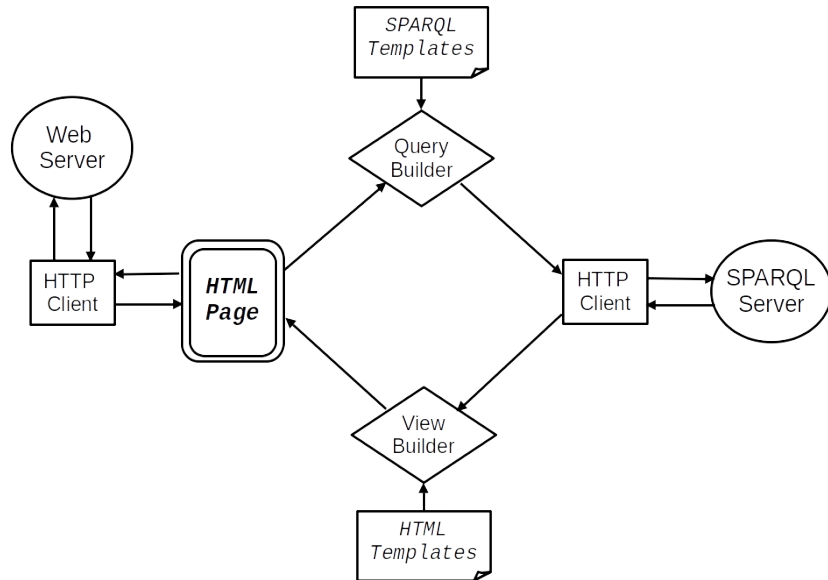 SPARQL
Templates
Web
Server
Query
Builder
HTTP
Client
HTML
Page
HTTP
Client
SPARQL
Server
View
Builder
HTML
Templates